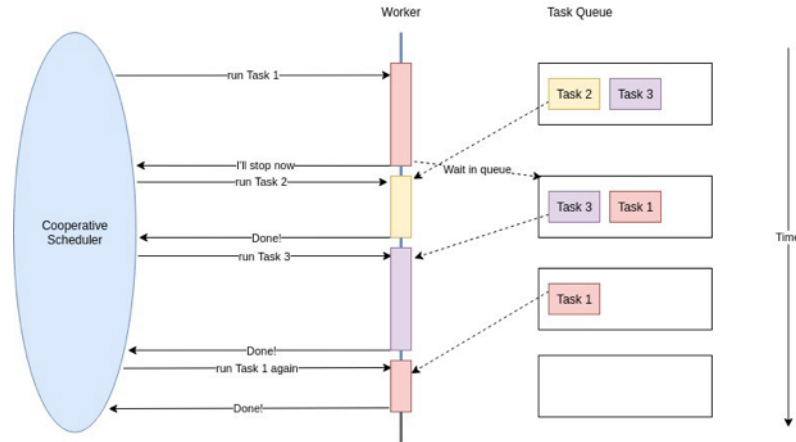 Worker
Task Queue
run Task 1
Task 2
Task 3
I'll stop now
Wait in queue
run Task 2
Task 3
Task 1
Cooperative
Scheduler
Done!
run Task 3
Time
Task 1
Done!
run Task 1 again
Done!